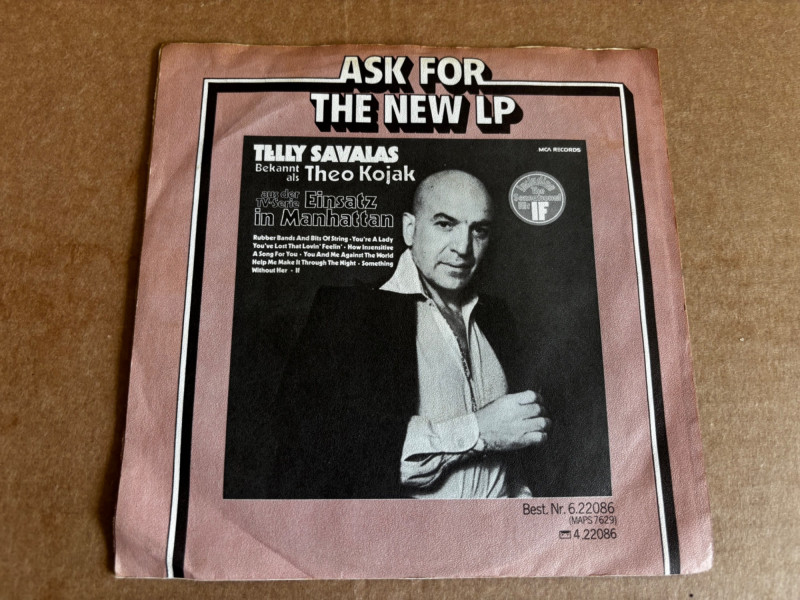 ASK FOR
THE NEW LP
TELLY SAVALAS
MCA RECORDS
Bekannt als Theo Kojak
aus der TV-Serie Einsatz
in Manhattan
Rubber Bands And Bits Of String · You're A Lady
You've Lost That Lovin' Feelin' · How Insensitive
A Song For You · You And Me Against The World
Help Me Make It Through The Night · Something
Without Her · If
The
IF
Best. Nr. 6.22086
(MAPS 7629)
4.22086